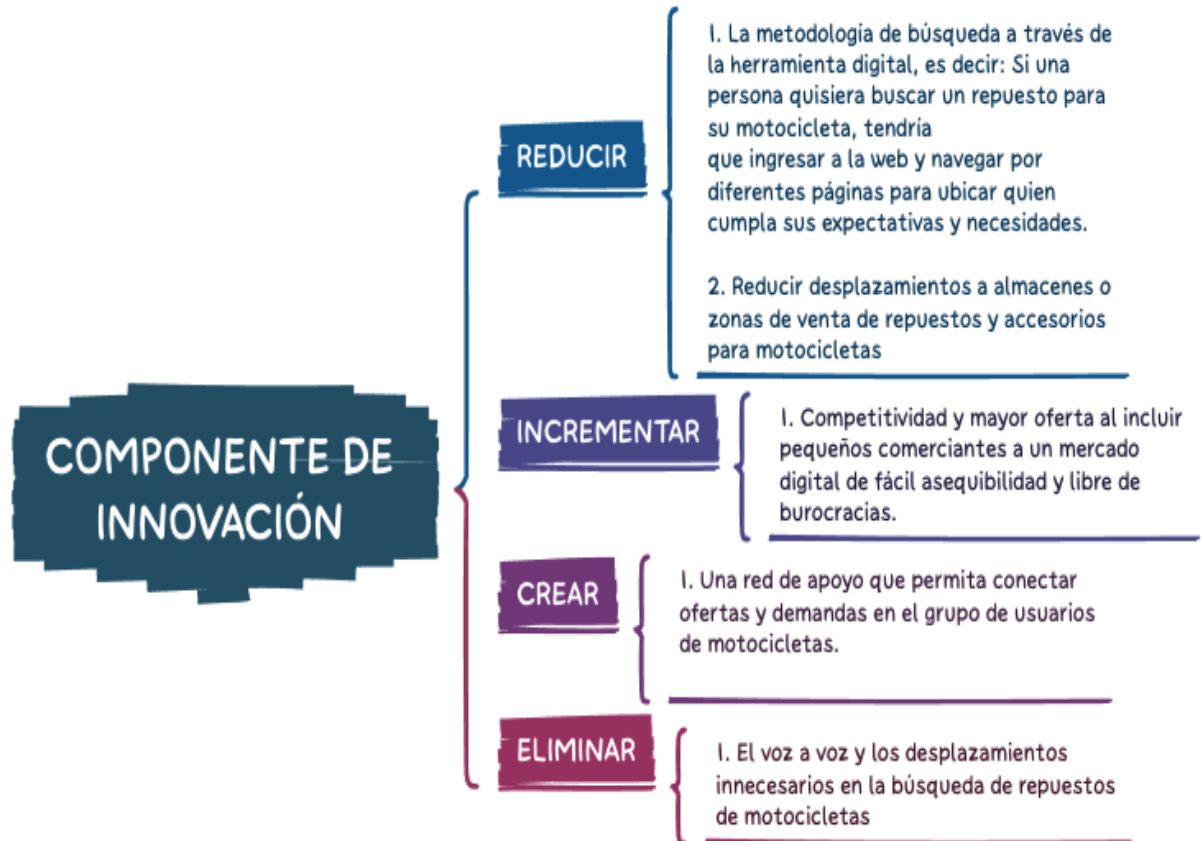 COMPONENTE DE
INNOVACIÓN
REDUCIR
1. La metodología de búsqueda a través de
la herramienta digital, es decir: Si una
persona quisiera buscar un repuesto para
su motocicleta, tendría
que ingresar a la web y navegar por
diferentes páginas para ubicar quien
cumpla sus expectativas y necesidades.
2. Reducir desplazamientos a almacenes o
zonas de venta de repuestos y accesorios
para motocicletas
INCREMENTAR
1. Competitividad y mayor oferta al incluir
pequeños comerciantes a un mercado
digital de fácil asequibilidad y libre de
burocracias.
CREAR
1. Una red de apoyo que permita conectar
ofertas y demandas en el grupo de usuarios
de motocicletas.
ELIMINAR
1. El voz a voz y los desplazamientos
innecesarios en la búsqueda de repuestos
de motocicletas